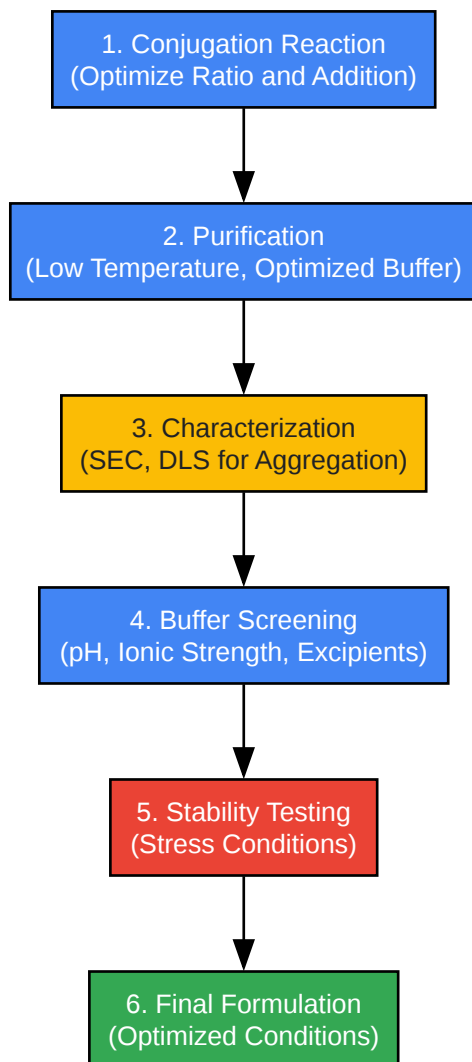 1. Conjugation Reaction
(Optimize Ratio and Addition)
2. Purification
(Low Temperature, Optimized Buffer)
3. Characterization
(SEC, DLS for Aggregation)
4. Buffer Screening
(pH, Ionic Strength, Excipients)
5. Stability Testing
(Stress Conditions)
6. Final Formulation
(Optimized Conditions)